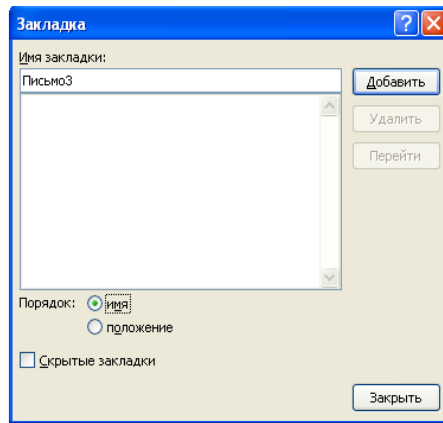 Закладка
Имя закладки:
Письмо3
Добавить
Удалить
Перейти
Порядок:
имя
положение
Скрытые закладки
Закрыть